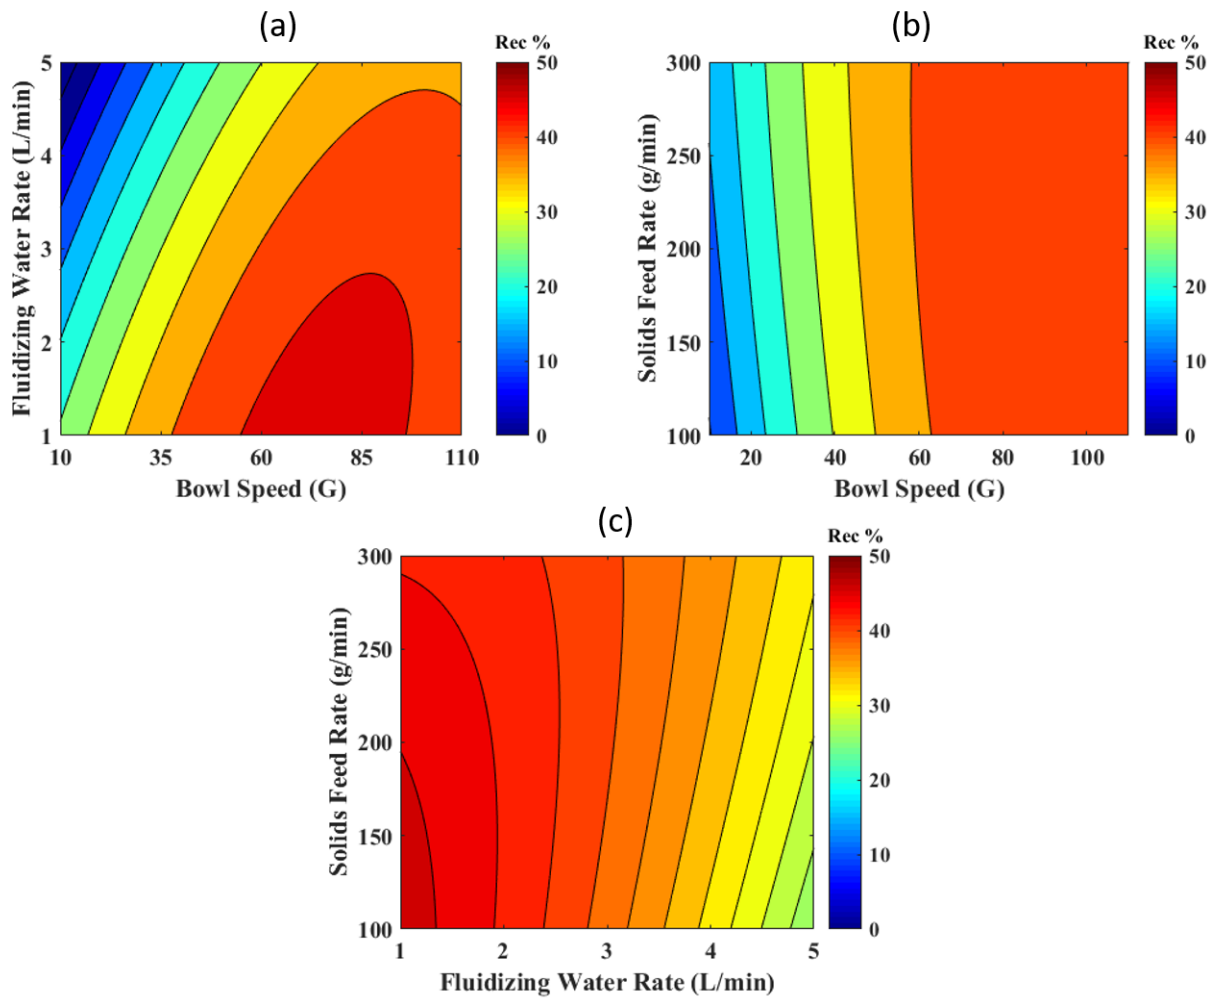 (a)
Rec %
5
4
3
2
1
Fluidizing Water Rate (L/min)
10 35 60 85 110
Bowl Speed (G)
50
40
30
20
10
0
(b)
Rec %
300
250
200
150
100
Solids Feed Rate (g/min)
20 40 60 80 100
Bowl Speed (G)
50
40
30
20
10
0
(c)
Rec %
300
250
200
150
100
Solids Feed Rate (g/min)
1 2 3 4 5
Fluidizing Water Rate (L/min)
50
40
30
20
10
0